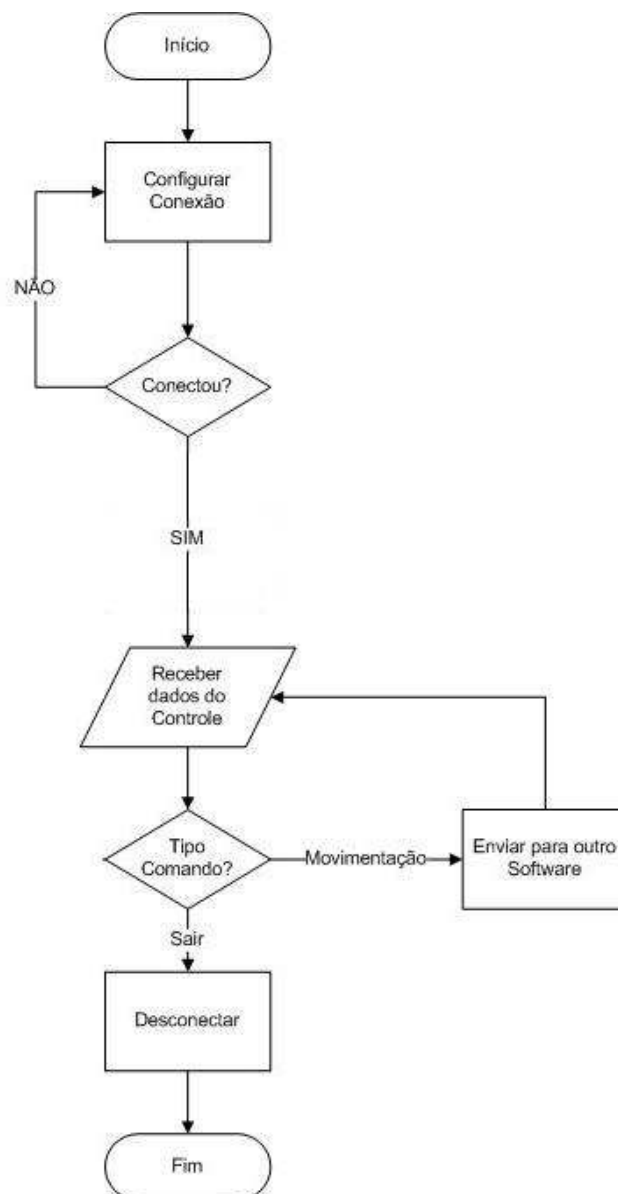 Início
Configurar
Conexão
NÃO
Conectou?
SIM
Receber
dados do
Controle
Tipo
Comando?
Movimentação
Enviar para outro
Software
Sair
Desconectar
Fim